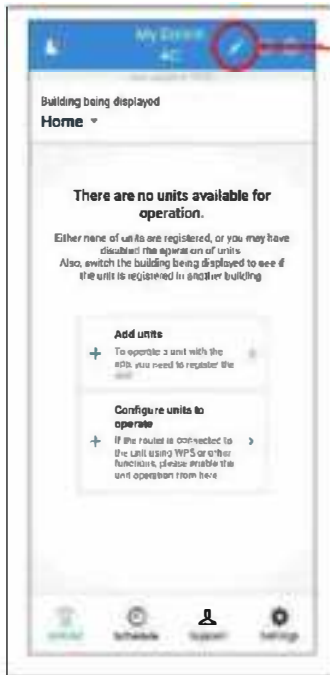 My
Building being displayed
Home
There are no units available for
operation.
Either none of units are registered, or you may have
disabled the operation of units
Also, switch the building being displayed to see if
the unit is registered in another building
Add units
To operate a unit with the
app, you need to register the
Configure units to
operate
If the router is connected to
the unit using WPS or other
functions, please enable the
unit operation from here
Schedule
Support
Settings